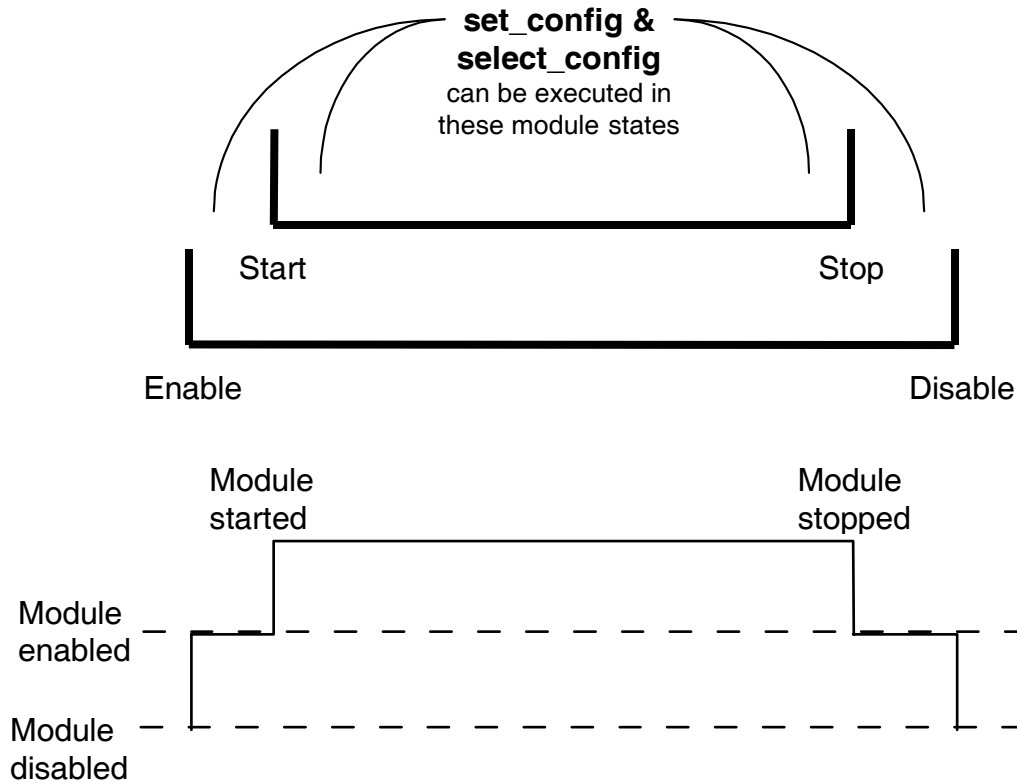 set_config &
select_config
can be executed in
these module states
Start
Stop
Enable
Disable
Module
started
Module
stopped
Module
enabled
Module
disabled